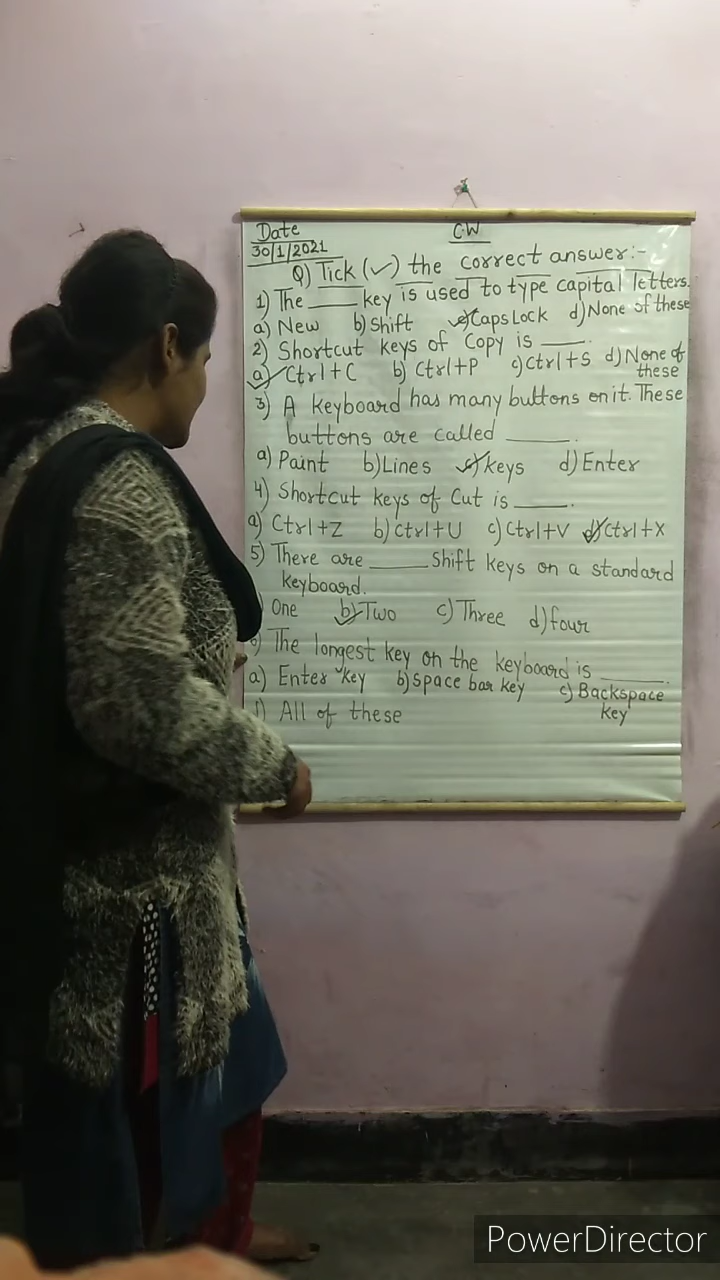 Date
C.W
30/1/2021
Q) Tick (✓) the correct answer:-
1) The ____ key is used to type capital letters.
a) New b) Shift c) Caps Lock d) None of these
2) Shortcut keys of Copy is ____.
a) Ctrl+C b) Ctrl+P c) Ctrl+S d) None of these
3) A keyboard has many buttons on it. These
buttons are called ____.
a) Paint b) Lines c) keys d) Enter
4) Shortcut keys of Cut is ____.
a) Ctrl+Z b) Ctrl+U c) Ctrl+V d) Ctrl+X
5) There are ____ Shift keys on a standard
keyboard.
) One b) Two c) Three d) four
) The longest key on the keyboard is ____.
a) Enter key b) Space bar key c) Backspace key
) All of these
PowerDirector